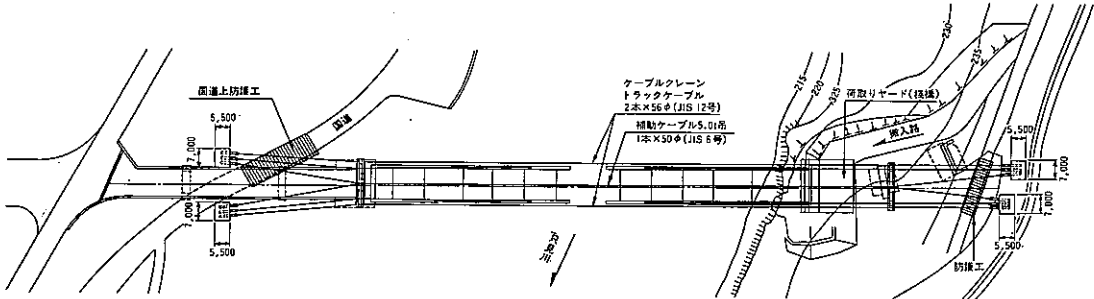 国道上防護工
国道
5,500
7,000
7,000
5,500
ケーブルクレーン
トラックケーブル
2本×56φ(JIS 12号)
補助ケーブル5.0t吊
1本×50φ(JIS 6号)
215
220
225
230
235
荷取りヤード(桟橋)
搬入路
5,500
7,000
7,000
5,500
防護工